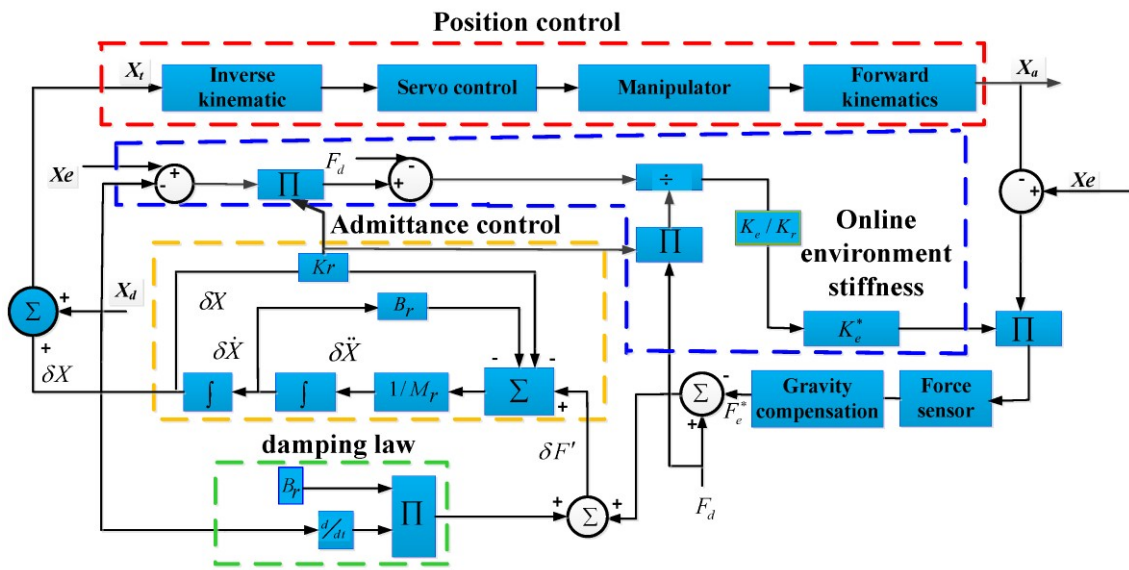 Position control
X_t
Inverse
kinematic
Servo control
Manipulator
Forward
kinematics
X_a
Xe
F_d
Π
÷
Xe
Admittance control
Π
K_e / K_r
Online
environment
stiffness
Kr
X_d
δX
B_r
Σ
K_e^*
Π
δẊ
δẌ
δX
∫
∫
1/M_r
Σ
Σ
F_e^*
Gravity
compensation
Force
sensor
damping law
δF'
B_r
Π
d/dt
Σ
F_d